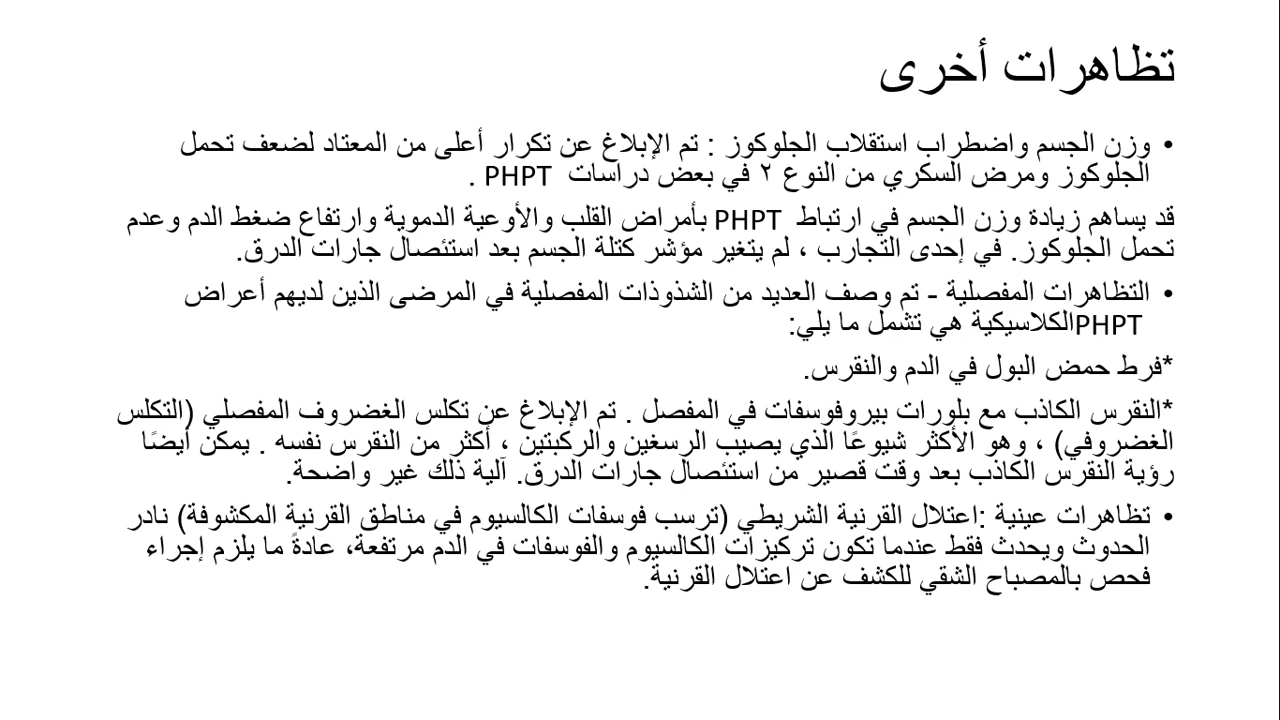 تظاهرات أخرى
• وزن الجسم واضطراب استقلاب الجلوكوز : تم الإبلاغ عن تكرار أعلى من المعتاد لضعف تحمل
الجلوكوز ومرض السكري من النوع ٢ في بعض دراسات PHPT .
قد يساهم زيادة وزن الجسم في ارتباط PHPT بأمراض القلب والأوعية الدموية وارتفاع ضغط الدم وعدم
تحمل الجلوكوز. في إحدى التجارب ، لم يتغير مؤشر كتلة الجسم بعد استئصال جارات الدرق.
• التظاهرات المفصلية - تم وصف العديد من الشذوذات المفصلية في المرضى الذين لديهم أعراض
PHPTالكلاسيكية هي تشمل ما يلي:
*فرط حمض البول في الدم والنقرس.
*النقرس الكاذب مع بلورات بيروفوسفات في المفصل . تم الإبلاغ عن تكلس الغضروف المفصلي (التكلس
الغضروفي) ، وهو الأكثر شيوعًا الذي يصيب الرسغين والركبتين ، أكثر من النقرس نفسه . يمكن أيضًا
رؤية النقرس الكاذب بعد وقت قصير من استئصال جارات الدرق. آلية ذلك غير واضحة.
• تظاهرات عينية :اعتلال القرنية الشريطي (ترسب فوسفات الكالسيوم في مناطق القرنية المكشوفة) نادر
الحدوث ويحدث فقط عندما تكون تركيزات الكالسيوم والفوسفات في الدم مرتفعة، عادةً ما يلزم إجراء
فحص بالمصباح الشقي للكشف عن اعتلال القرنية.